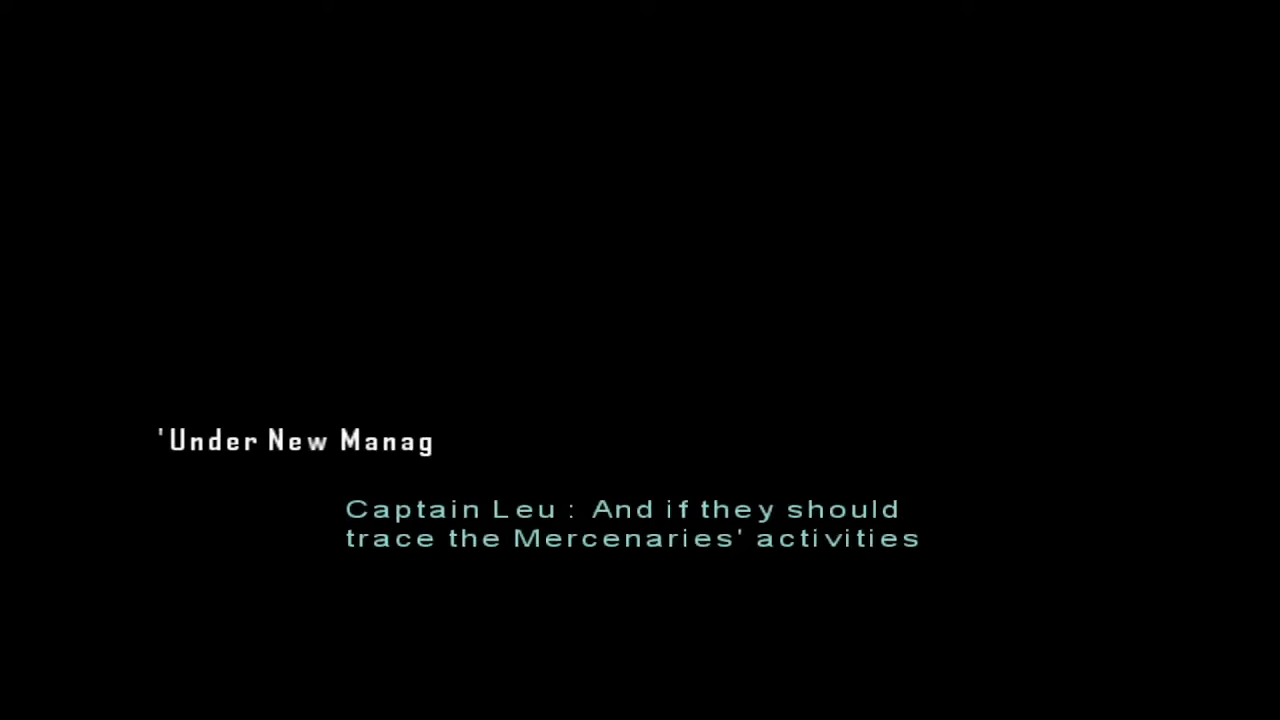 'Under New Manag
Captain Leu : And if they should
trace the Mercenaries' activities